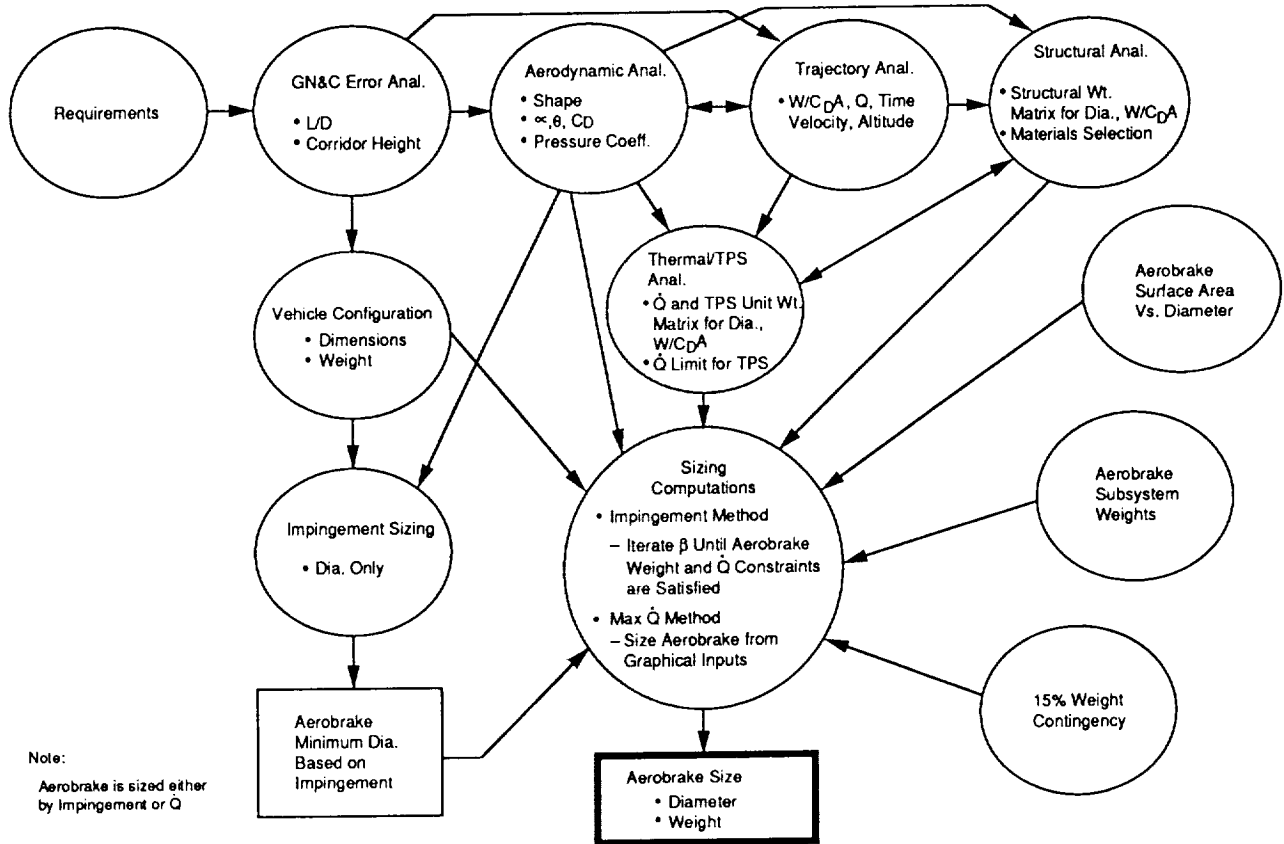 Requirements
GN&C Error Anal.
• L/D
• Corridor Height
Aerodynamic Anal.
• Shape
• ∝,θ, CD
• Pressure Coeff.
Trajectory Anal.
• W/CDA, Q, Time
Velocity, Altitude
Structural Anal.
• Structural Wt.
Matrix for Dia., W/CDA
• Materials Selection
Vehicle Configuration
• Dimensions
• Weight
Thermal/TPS
Anal.
• Q̇ and TPS Unit Wt.
Matrix for Dia.,
W/CDA
• Q̇ Limit for TPS
Aerobrake
Surface Area
Vs. Diameter
Impingement Sizing
• Dia. Only
Sizing
Computations
• Impingement Method
– Iterate β Until Aerobrake
Weight and Q̇ Constraints
are Satisfied
• Max Q̇ Method
– Size Aerobrake from
Graphical Inputs
Aerobrake
Subsystem
Weights
15% Weight
Contingency
Aerobrake
Minimum Dia.
Based on
Impingement
Aerobrake Size
• Diameter
• Weight
Note:
Aerobrake is sized either
by Impingement or Q̇